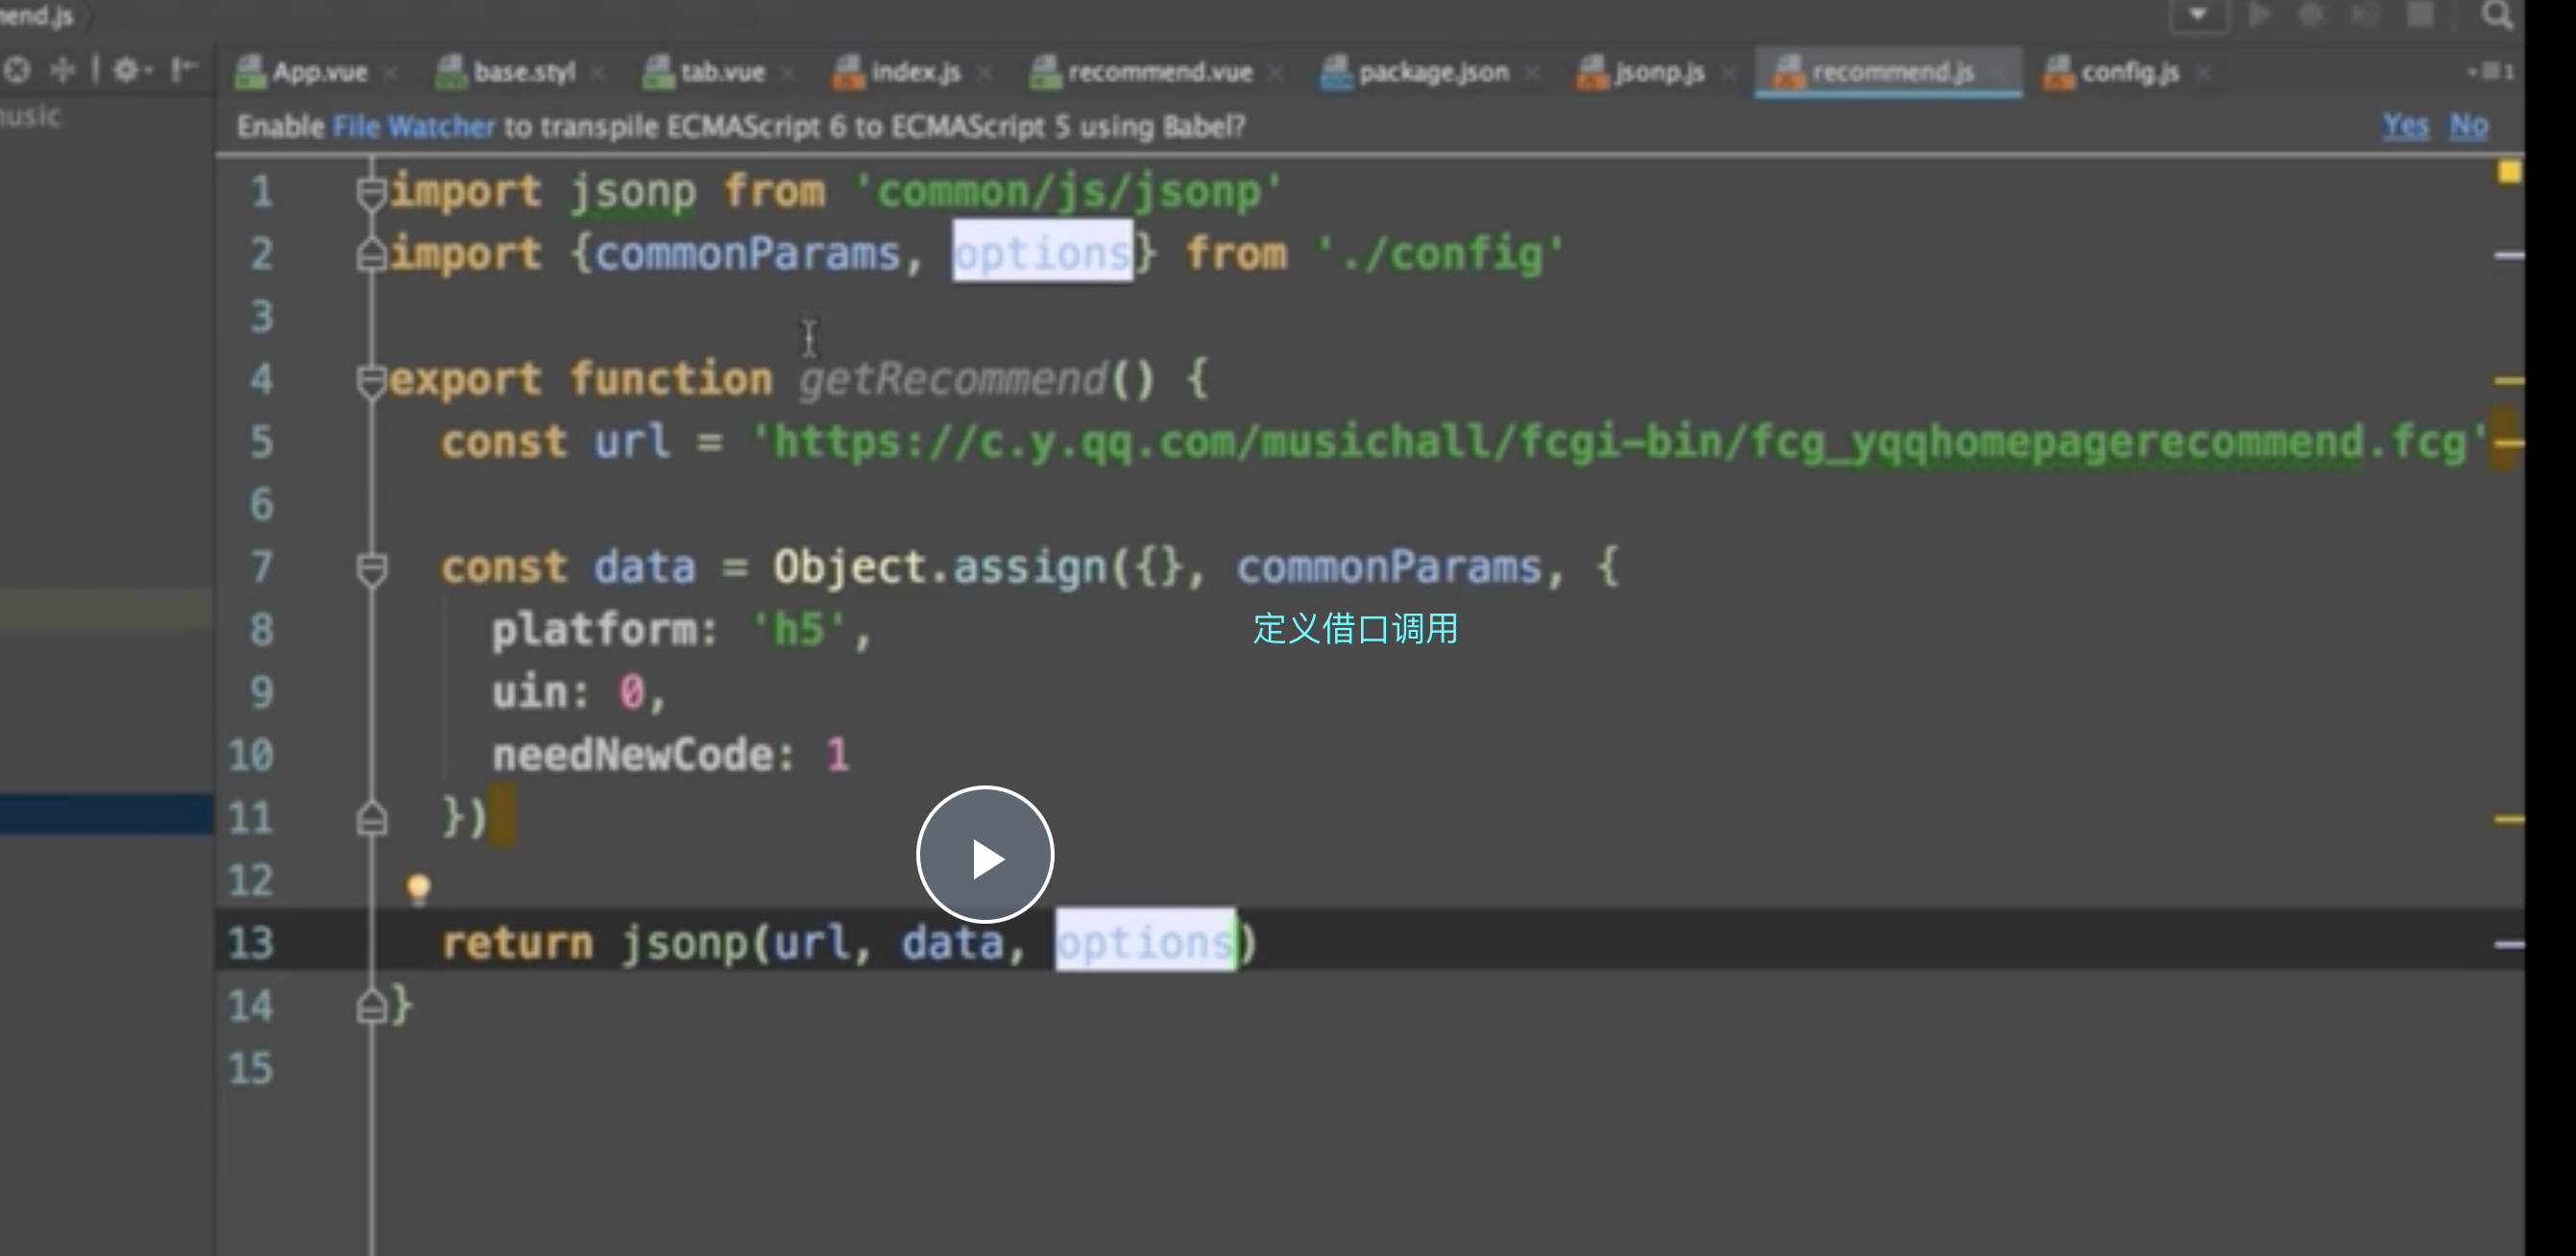 end.js
App.vue base.styl tab.vue index.js recommend.vue package.json jsonp.js recommend.js config.js 1
music
Enable File Watcher to transpile ECMAScript 6 to ECMAScript 5 using Babel? Yes No
1 import jsonp from 'common/js/jsonp'
2 import {commonParams, options} from './config'
3
4 export function getRecommend() {
5 const url = 'https://c.y.qq.com/musichall/fcgi-bin/fcg_yqqhomepagerecommend.fcg'
6
7 const data = Object.assign({}, commonParams, {
8 platform: 'h5', 定义借口调用
9 uin: 0,
10 needNewCode: 1
11 })
12
13 return jsonp(url, data, options)
14 }
15